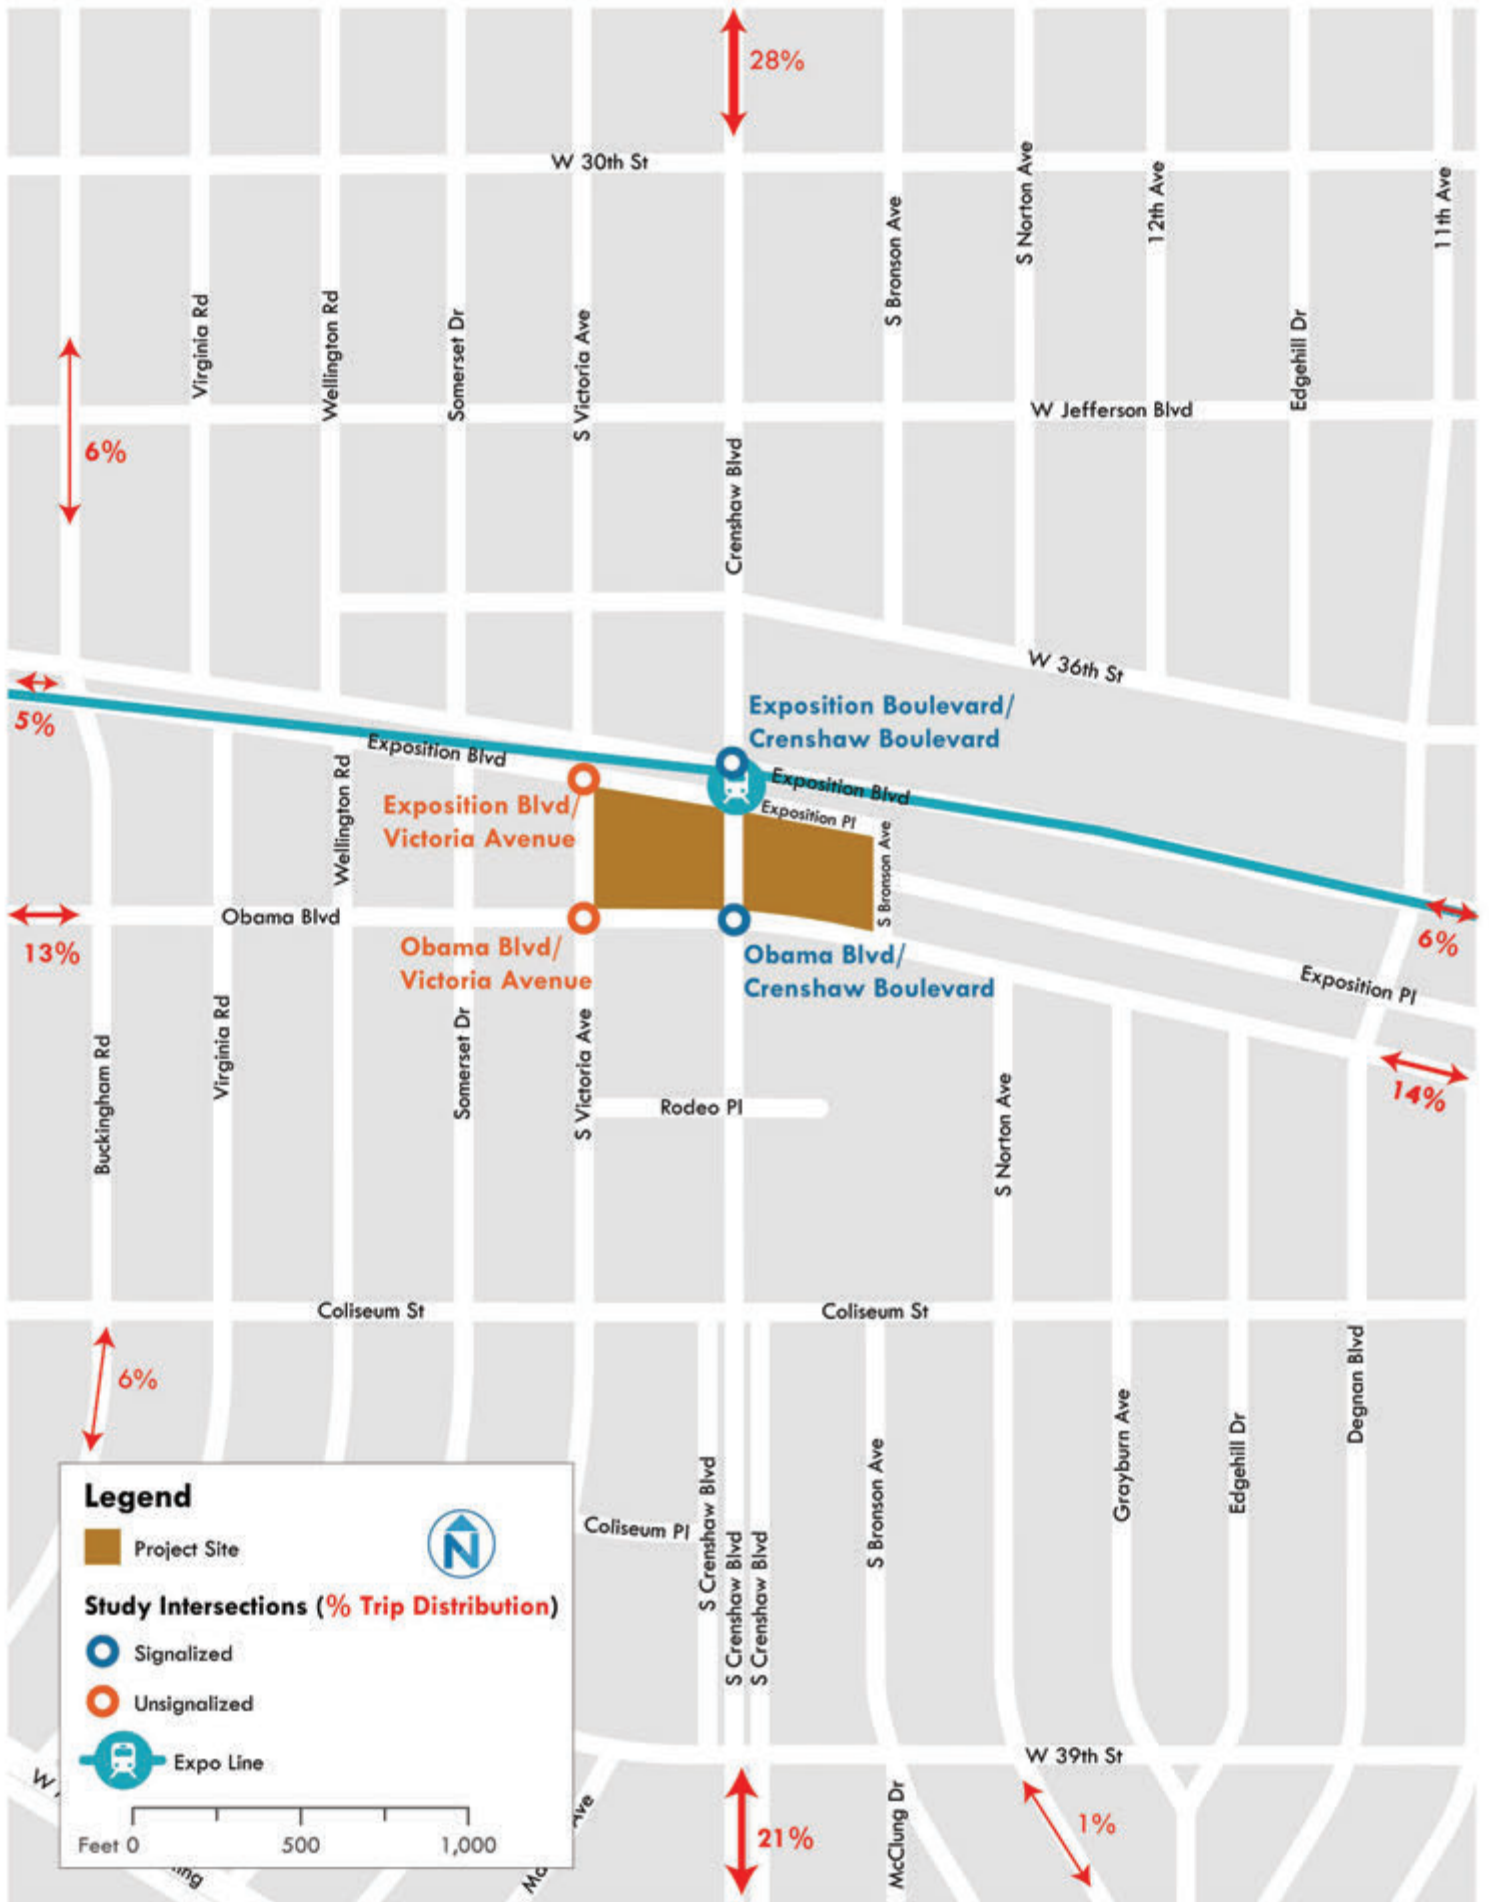 28%
W 30th St
S Norton Ave
12th Ave
11th Ave
S Bronson Ave
Virginia Rd
Wellington Rd
Somerset Dr
S Victoria Ave
Edgehill Dr
W Jefferson Blvd
6%
Crenshaw Blvd
W 36th St
5%
Exposition Boulevard/
Crenshaw Boulevard
Exposition Blvd
Exposition Blvd
Exposition Pl
Exposition Blvd/
Victoria Avenue
Wellington Rd
S Bronson Ave
Obama Blvd
13%
6%
Obama Blvd/
Victoria Avenue
Obama Blvd/
Crenshaw Boulevard
Exposition Pl
14%
Buckingham Rd
Virginia Rd
Somerset Dr
S Victoria Ave
Rodeo Pl
S Norton Ave
Coliseum St
Coliseum St
6%
Degnan Blvd
Grayburn Ave
Edgehill Dr
S Bronson Ave
S Crenshaw Blvd
S Crenshaw Blvd
S Crenshaw Blvd
Coliseum Pl
Legend
N
Project Site
Study Intersections (% Trip Distribution)
Signalized
Unsignalized
Expo Line
Feet 0 500 1,000
W 39th St
W
Ave
21%
McClung Dr
1%